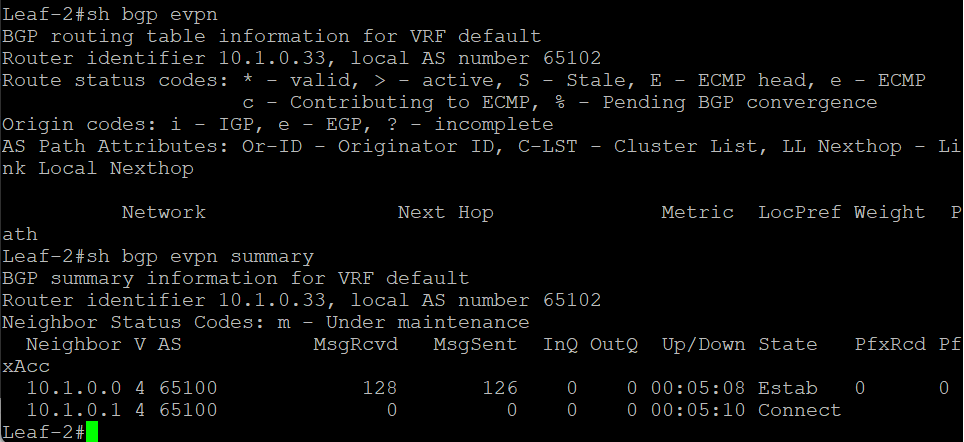 Leaf-2#sh bgp evpn
BGP routing table information for VRF default
Router identifier 10.1.0.33, local AS number 65102
Route status codes: * - valid, > - active, S - Stale, E - ECMP head, e - ECMP
                    c - Contributing to ECMP, % - Pending BGP convergence
Origin codes: i - IGP, e - EGP, ? - incomplete
AS Path Attributes: Or-ID - Originator ID, C-LST - Cluster List, LL Nexthop - Li
nk Local Nexthop

          Network                Next Hop              Metric  LocPref Weight  P
ath
Leaf-2#sh bgp evpn summary
BGP summary information for VRF default
Router identifier 10.1.0.33, local AS number 65102
Neighbor Status Codes: m - Under maintenance
  Neighbor V AS        MsgRcvd   MsgSent  InQ OutQ  Up/Down State   PfxRcd Pf
xAcc
  10.1.0.0 4 65100            128       126    0    0 00:05:08 Estab   0      0
  10.1.0.1 4 65100              0         0    0    0 00:05:10 Connect
Leaf-2#